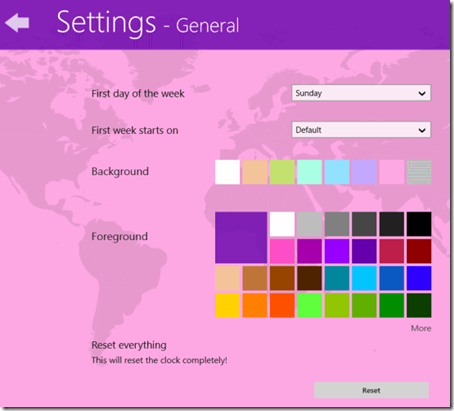 Settings - General
First day of the week
Sunday
First week starts on
Default
Background
Foreground
More
Reset everything
This will reset the clock completely!
Reset